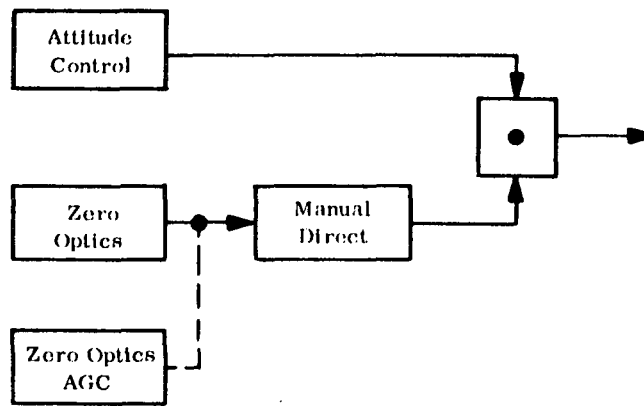 Attitude
Control
Zero
Optics
Manual
Direct
Zero Optics
AGC